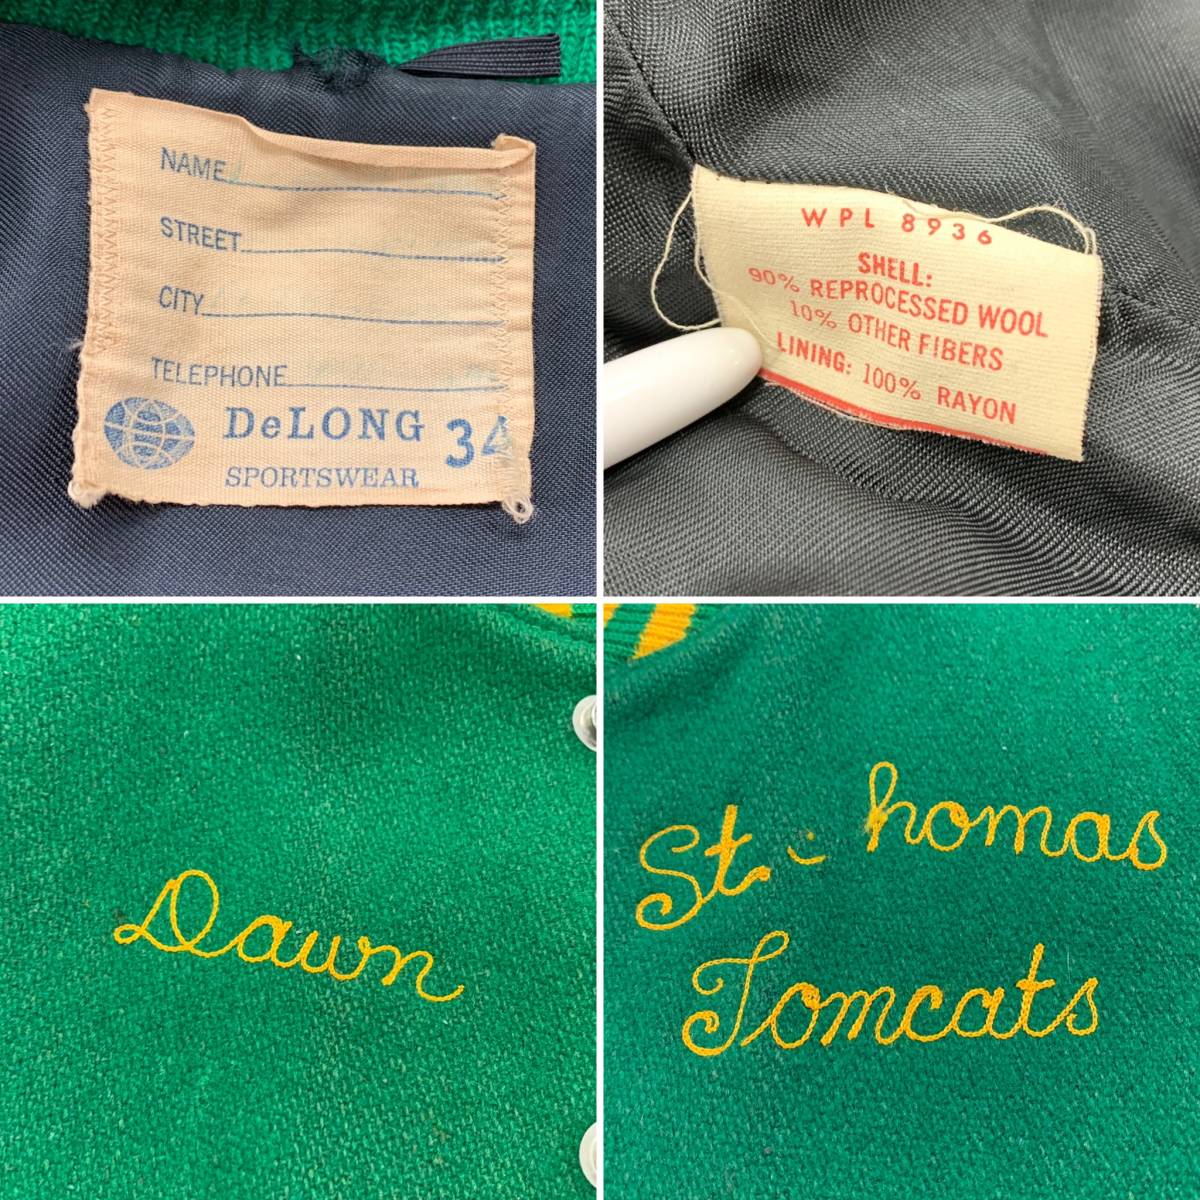 NAME
STREET
CITY
TELEPHONE
DeLONG 34
SPORTSWEAR
WPL 8936
SHELL:
90% REPROCESSED WOOL
10% OTHER FIBERS
LINING: 100% RAYON
Dawn
St. homas
Tomcats